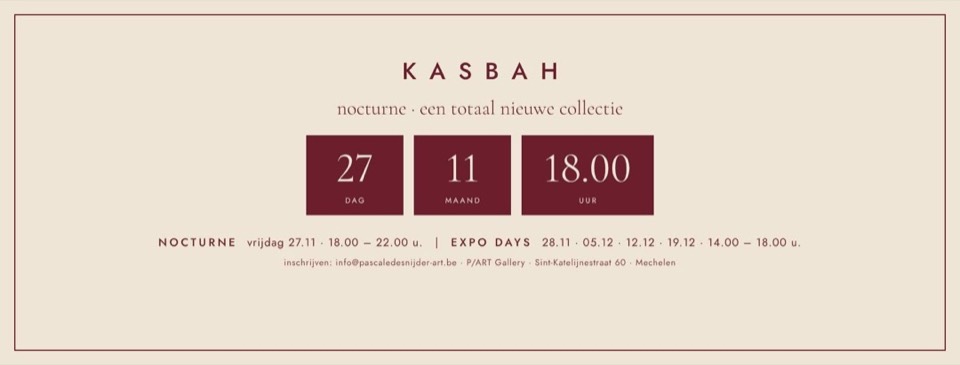 KASBAH
nocturne · een totaal nieuwe collectie
27 11 18.00
DAG MAAND UUR
NOCTURNE vrijdag 27.11 · 18.00 – 22.00 u. | EXPO DAYS 28.11 · 05.12 · 12.12 · 19.12 · 14.00 – 18.00 u.
inschrijven: info@pascaledesnijder-art.be · P/ART Gallery · Sint-Katelijnestraat 60 · Mechelen